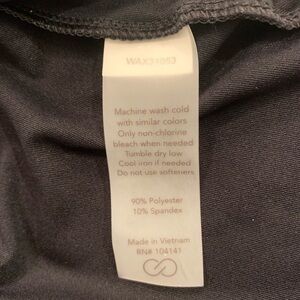 WAX31053
Machine wash cold
with similar colors
Only non-chlorine
bleach when needed
Tumble dry low
Cool iron if needed
Do not use softeners
90% Polyester
10% Spandex
Made in Vietnam
RN# 104141